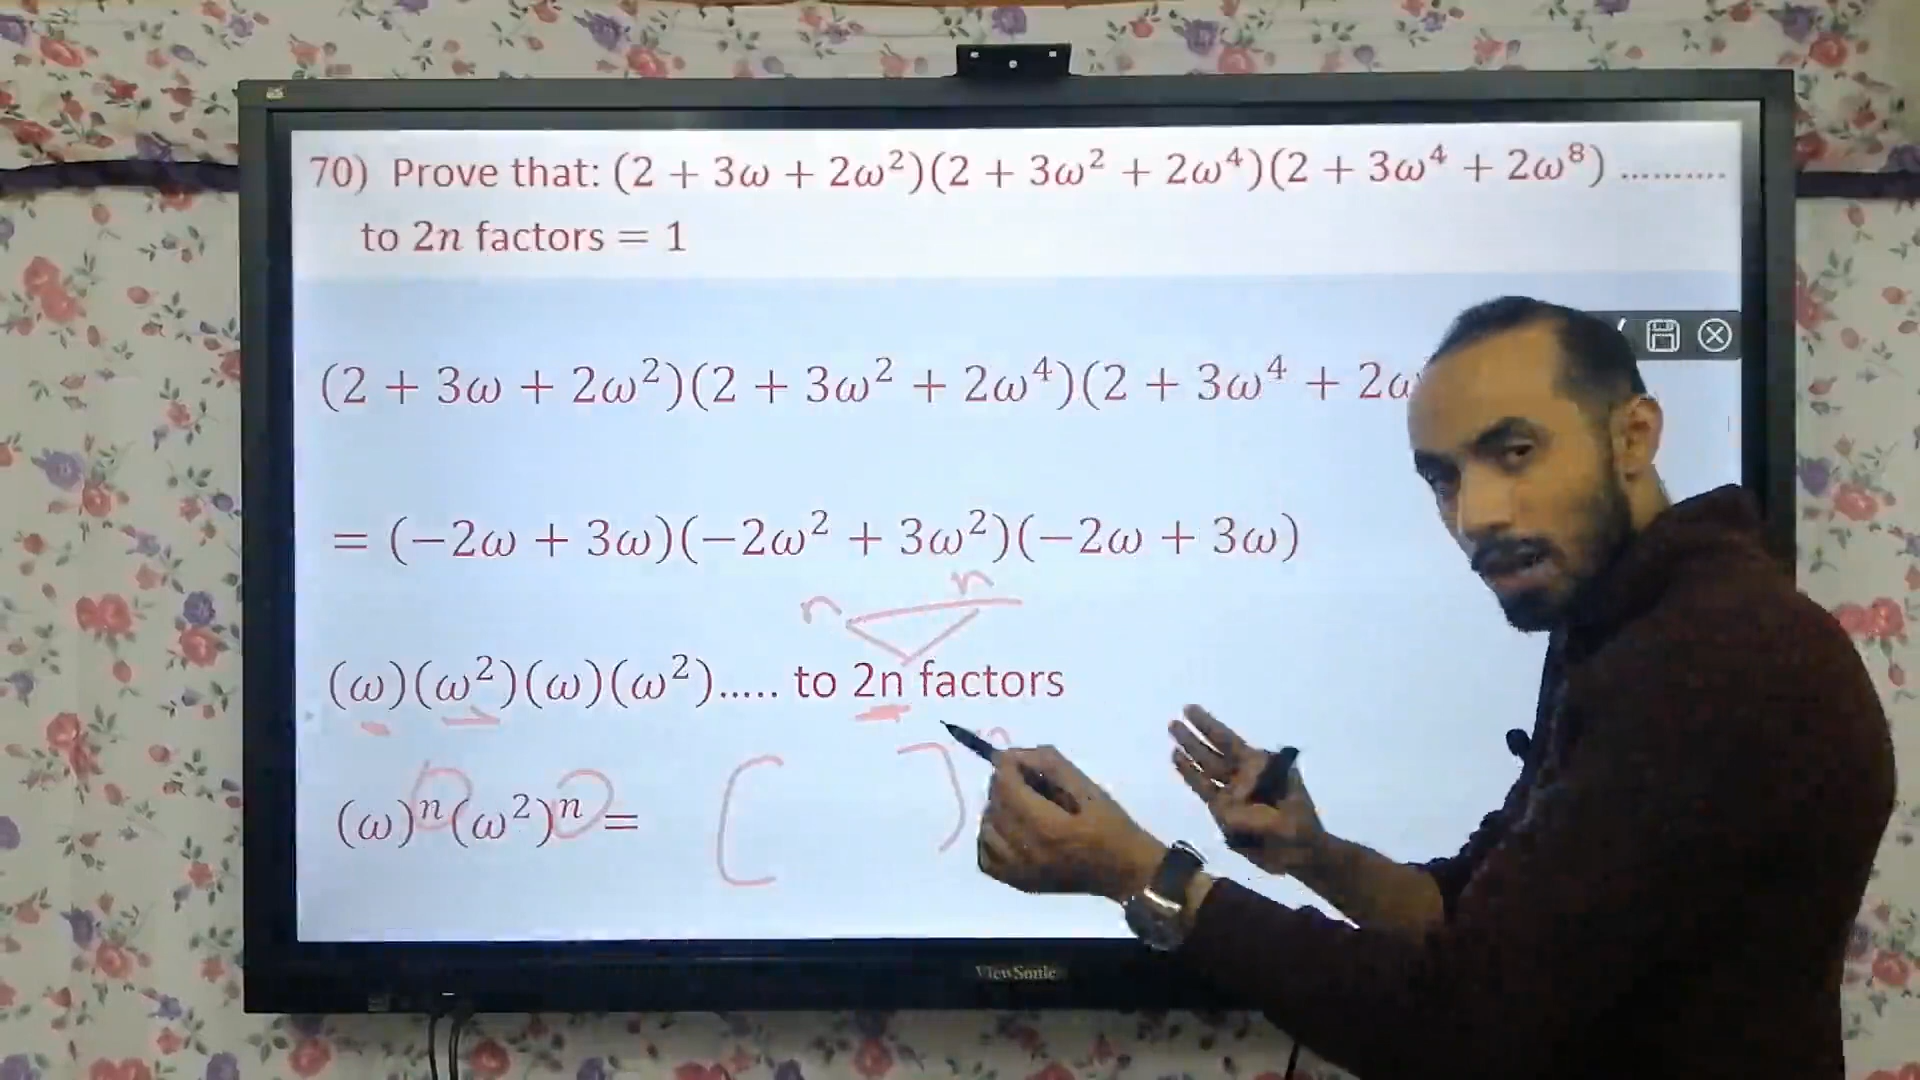 70) Prove that: (2 + 3ω + 2ω²)(2 + 3ω² + 2ω⁴)(2 + 3ω⁴ + 2ω⁸) ..........
to 2n factors = 1
(2 + 3ω + 2ω²)(2 + 3ω² + 2ω⁴)(2 + 3ω⁴ + 2ω
= (−2ω + 3ω)(−2ω² + 3ω²)(−2ω + 3ω)
n n
(ω)(ω²)(ω)(ω²)..... to 2n factors
(ω)ⁿ(ω²)ⁿ = ( )
ViewSonic